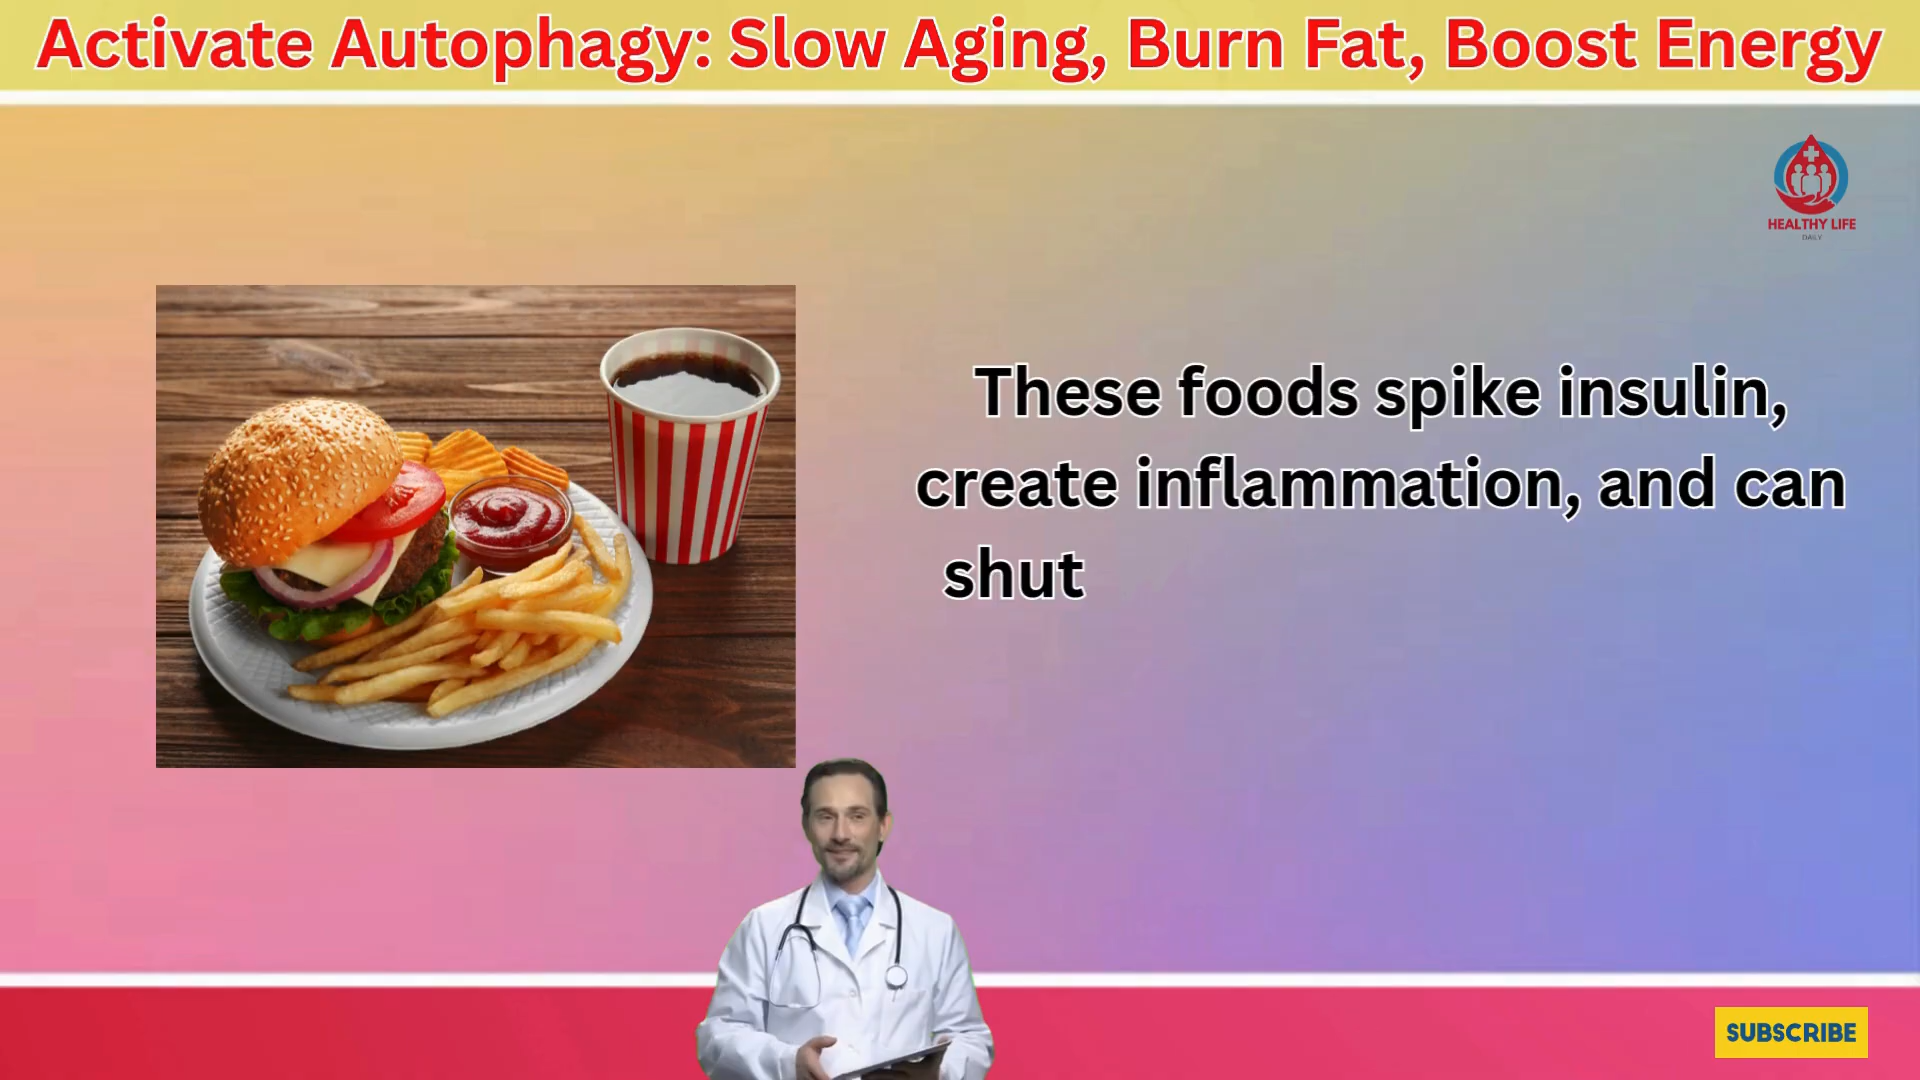 Activate Autophagy: Slow Aging, Burn Fat, Boost Energy
HEALTHY LIFE
DAILY
These foods spike insulin,
create inflammation, and can
shut
SUBSCRIBE